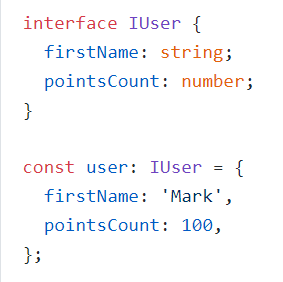 interface IUser {
  firstName: string;
  pointsCount: number;
}

const user: IUser = {
  firstName: 'Mark',
  pointsCount: 100,
};